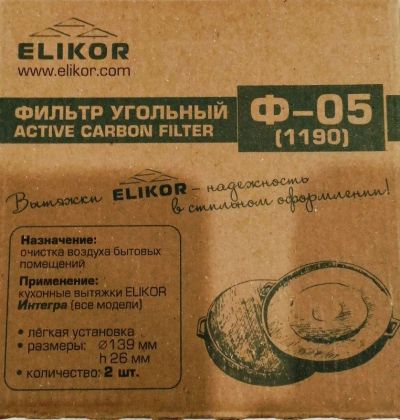 ELIKOR
www.elikor.com
ФИЛЬТР УГОЛЬНЫЙ
ACTIVE CARBON FILTER
Ф-05
(1190)
Вытяжки ELIKOR - надежность
в стильном оформлении!
Назначение:
очистка воздуха бытовых
помещений
Применение:
кухонные вытяжки ELIKOR
Интегра (все модели)
• лёгкая установка
• размеры: ∅139 мм
h 26 мм
• количество: 2 шт.